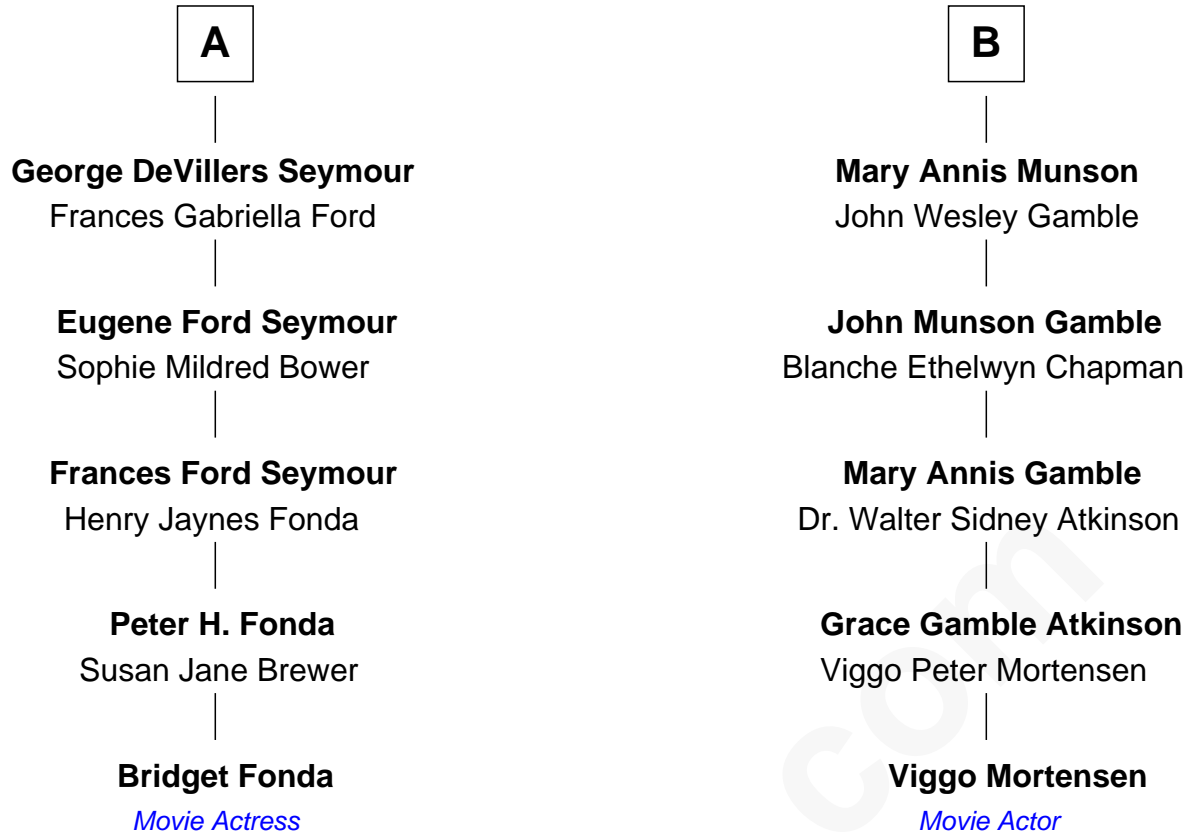 A
George DeVillers Seymour
Frances Gabriella Ford
Eugene Ford Seymour
Sophie Mildred Bower
Frances Ford Seymour
Henry Jaynes Fonda
Peter H. Fonda
Susan Jane Brewer
Bridget Fonda
Movie Actress
B
Mary Annis Munson
John Wesley Gamble
John Munson Gamble
Blanche Ethelwyn Chapman
Mary Annis Gamble
Dr. Walter Sidney Atkinson
Grace Gamble Atkinson
Viggo Peter Mortensen
Viggo Mortensen
Movie Actor
com